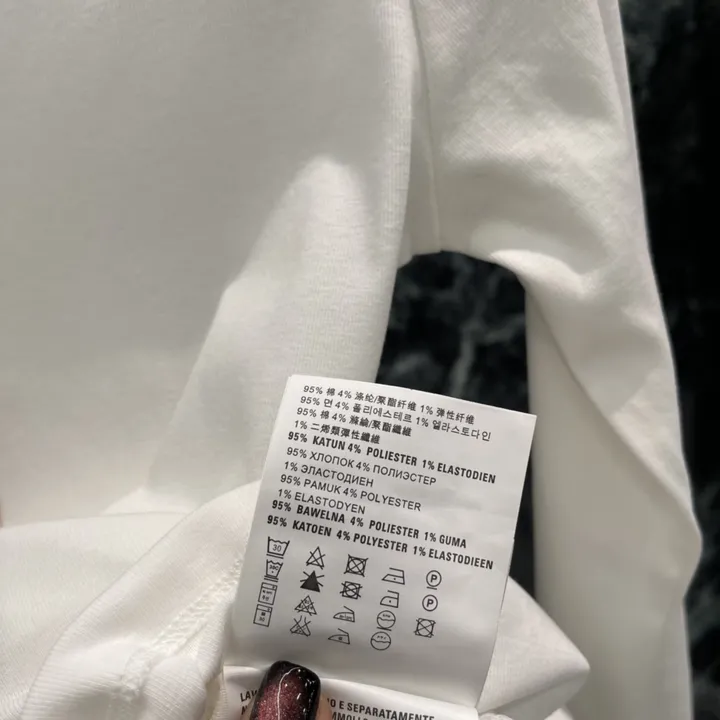 95% 棉 4% 涤纶/聚酯纤维 1% 弹性纤维
95% 면 4% 폴리에스테르 1% 엘라스토다인
95% 棉 4% 滌綸/聚酯纖維
1% 二烯類彈性纖維
95% KATUN 4% POLIESTER 1% ELASTODIEN
95% ХЛОПОК 4% ПОЛИЭСТЕР
1% ЭЛАСТОДИЕН
95% PAMUK 4% POLYESTER
1% ELASTODYEN
95% BAWELNA 4% POLIESTER 1% GUMA
95% KATOEN 4% POLYESTER 1% ELASTODIEEN
30
P
P
E SEPARATAMENTE